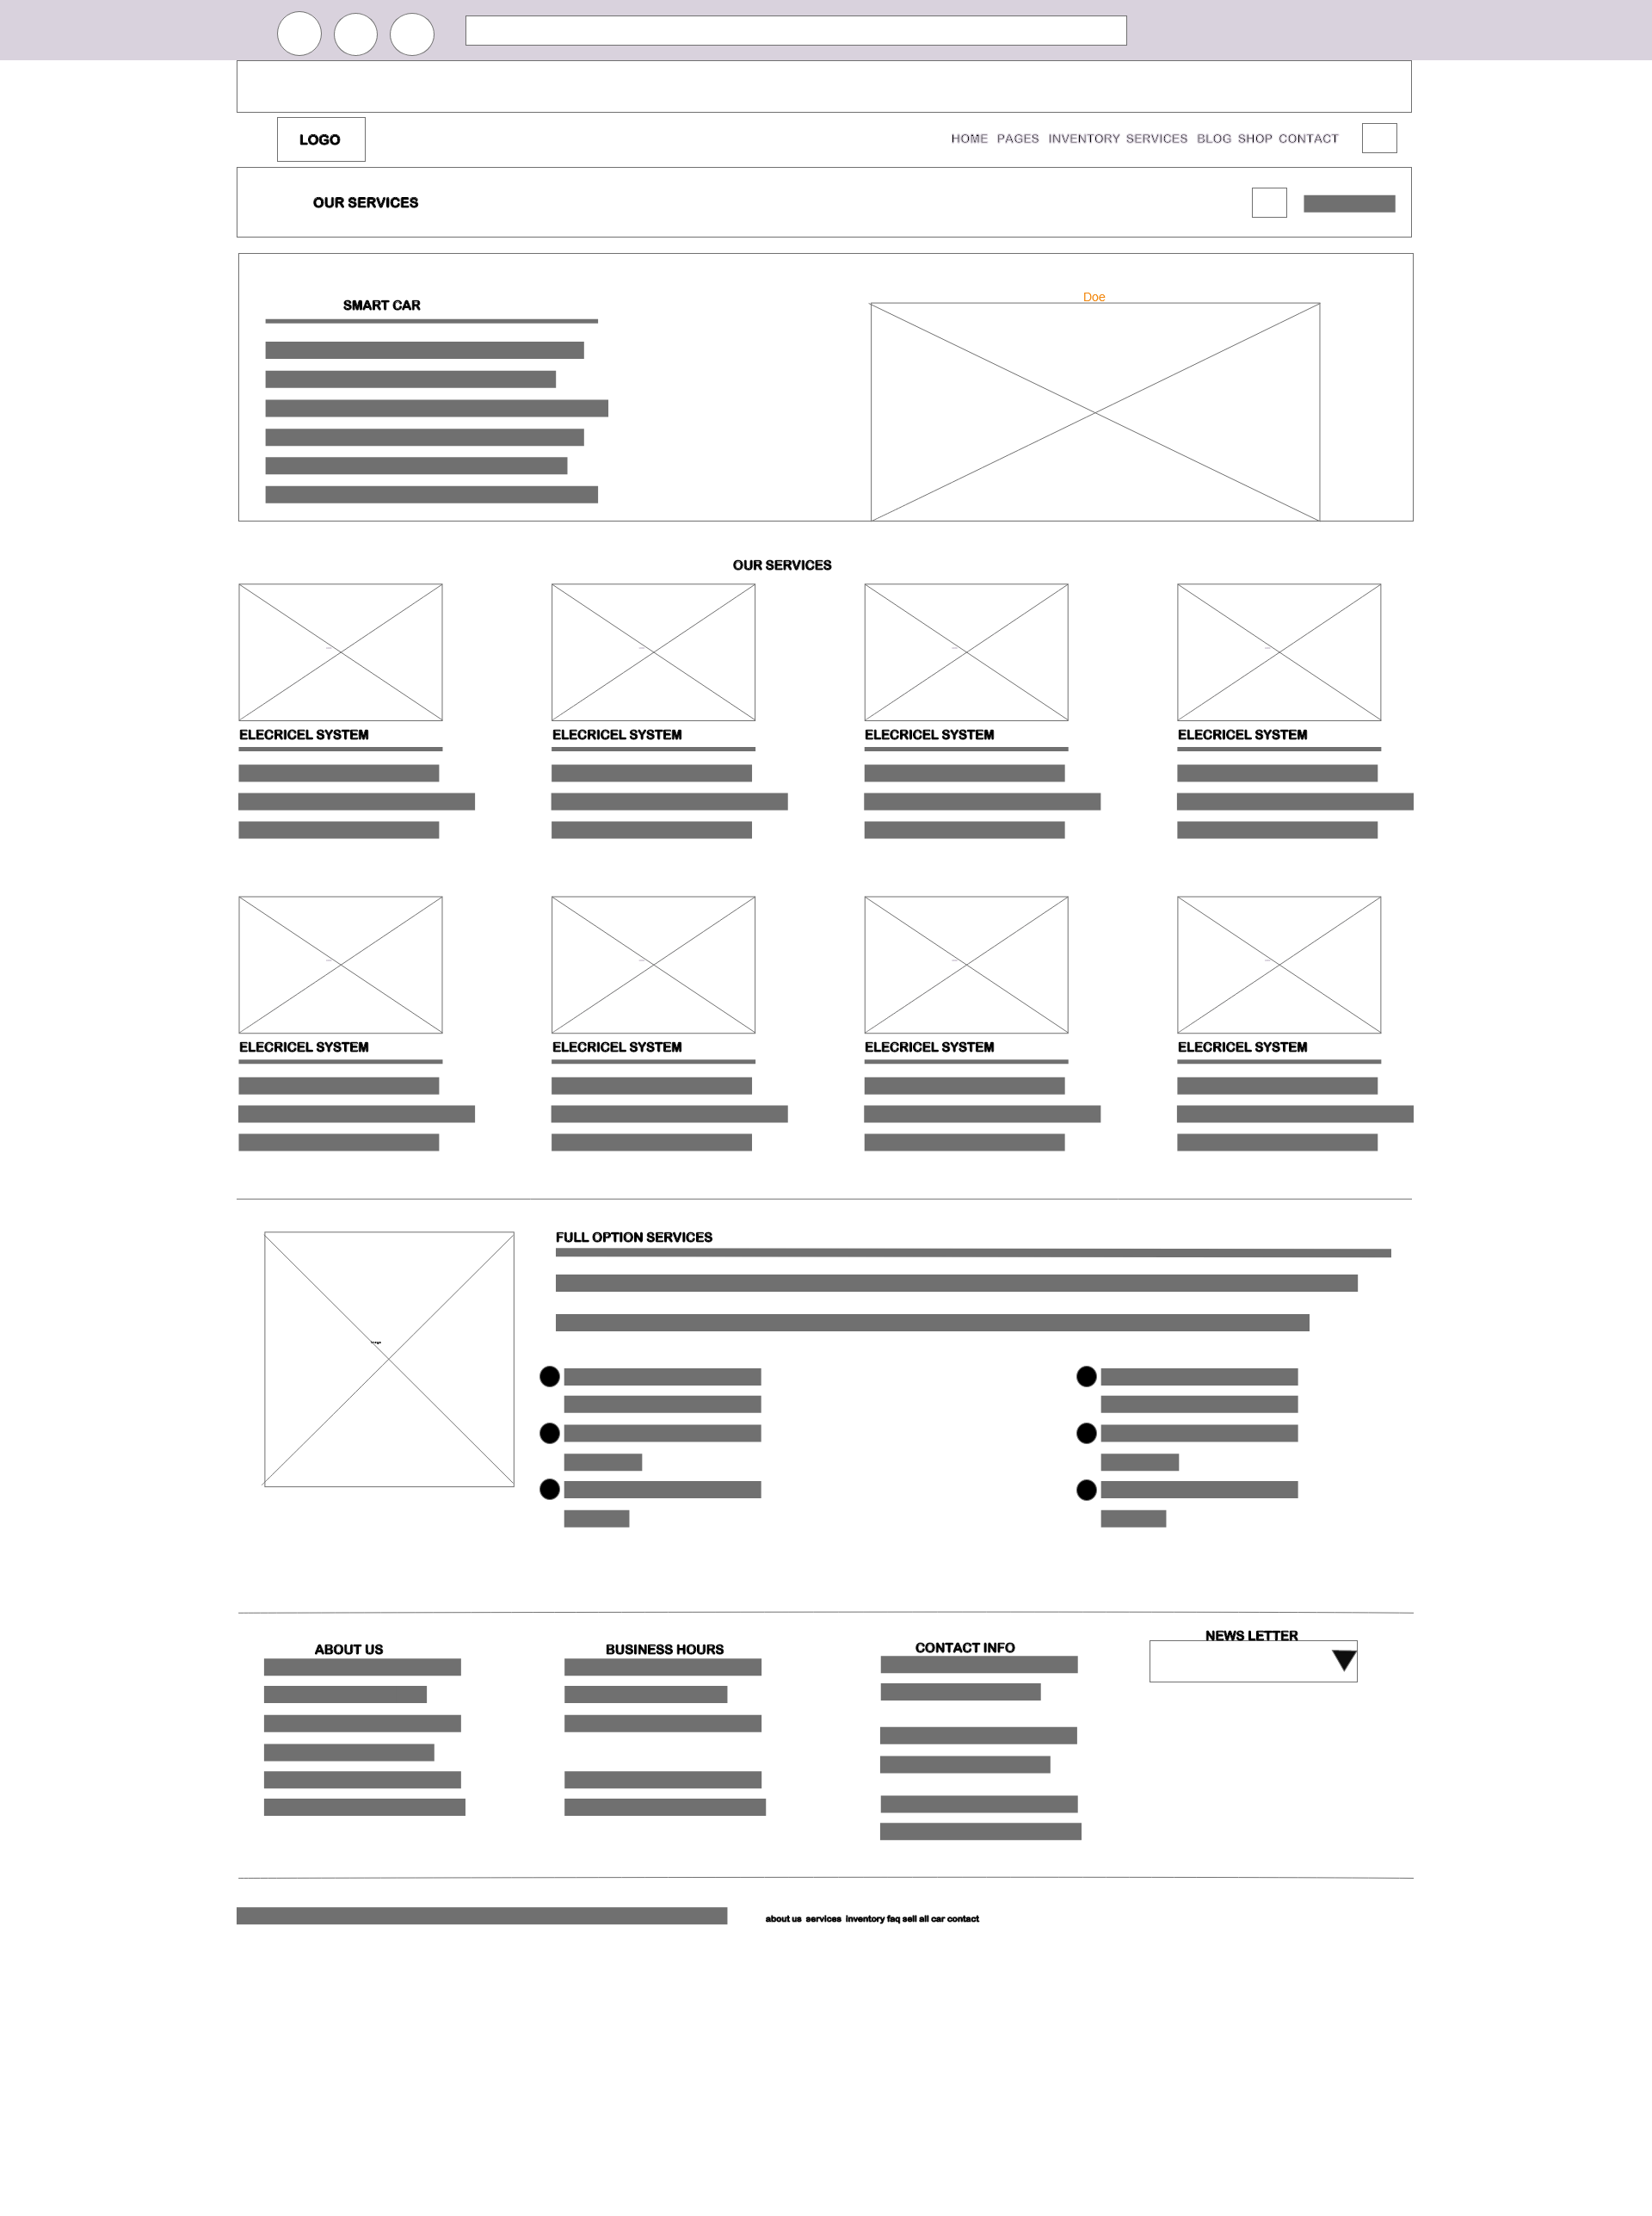 LOGO
HOME PAGES INVENTORY SERVICES BLOG SHOP CONTACT
OUR SERVICES
SMART CAR
Doe
OUR SERVICES
ELECRICEL SYSTEM
ELECRICEL SYSTEM
ELECRICEL SYSTEM
ELECRICEL SYSTEM
ELECRICEL SYSTEM
ELECRICEL SYSTEM
ELECRICEL SYSTEM
ELECRICEL SYSTEM
FULL OPTION SERVICES
ABOUT US
BUSINESS HOURS
CONTACT INFO
NEWS LETTER
about us services inventory faq sell all car contact